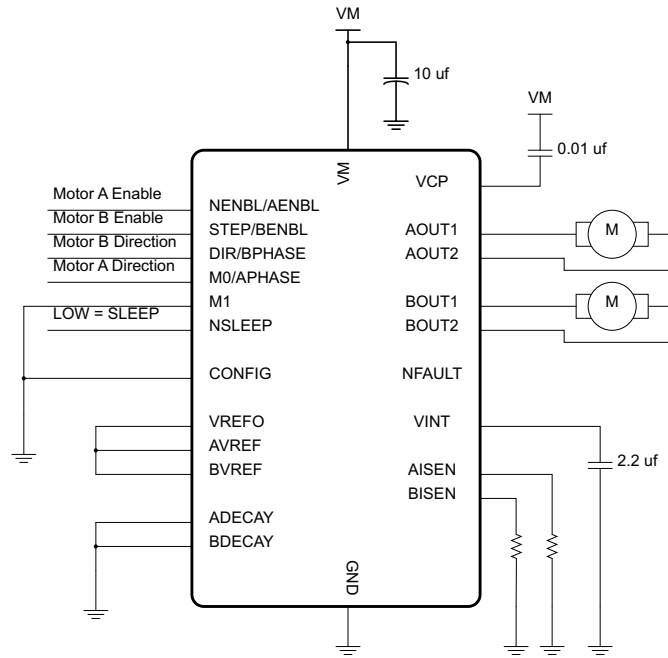 VM
10 uf
VM
0.01 uf
VM
VCP
Motor A Enable
NENBL/AENBL
Motor B Enable
STEP/BENBL
AOUT1
M
Motor B Direction
DIR/BPHASE
AOUT2
Motor A Direction
M0/APHASE
M1
BOUT1
M
LOW = SLEEP
NSLEEP
BOUT2
CONFIG
NFAULT
VREFO
VINT
AVREF
2.2 uf
BVREF
AISEN
BISEN
ADECAY
BDECAY
GND